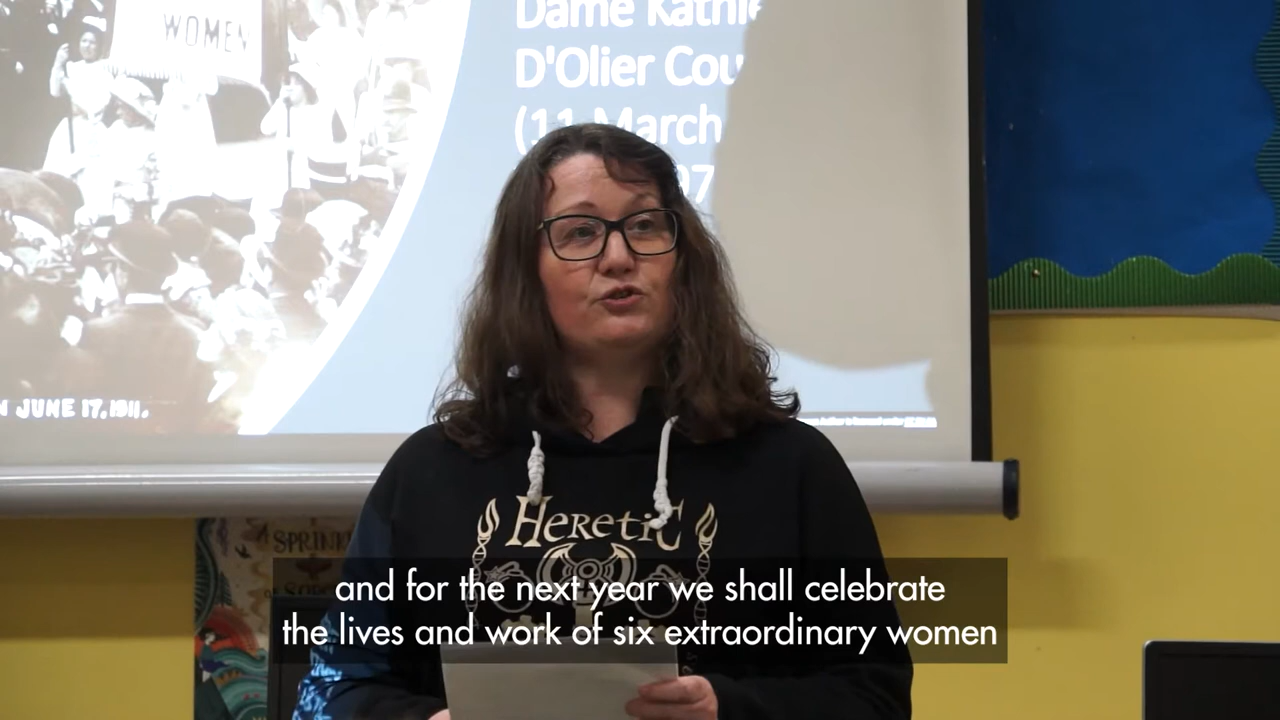 WOMEN
Dame Kathle
D'Olier Cou
(11 March
97
N JUNE 17, 1911.
HERETIC
SPRIN
and for the next year we shall celebrate
the lives and work of six extraordinary women